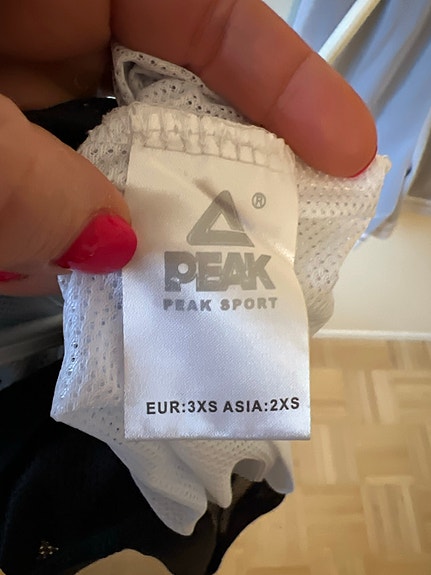 ®
PEAK
PEAK SPORT
EUR:3XS ASIA:2XS